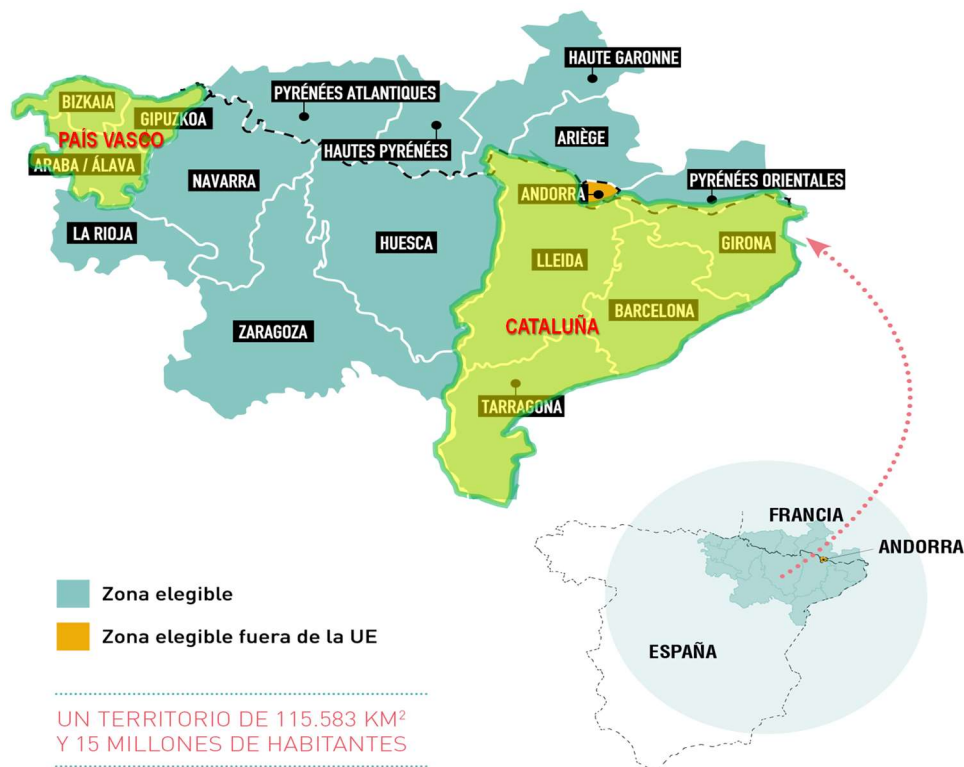 HAUTE GARONNE
PYRÉNÉES ATLANTIQUES
BIZKAIA
GIPUZKOA
PAÍS VASCO
HAUTES PYRÉNÉES
ARIÈGE
ARABA / ÁLAVA
NAVARRA
PYRÉNÉES ORIENTALES
ANDORRA
LA RIOJA
HUESCA
GIRONA
LLEIDA
BARCELONA
CATALUÑA
ZARAGOZA
TARRAGONA
FRANCIA
ANDORRA
ESPAÑA
Zona elegible
Zona elegible fuera de la UE
UN TERRITORIO DE 115.583 KM²
Y 15 MILLONES DE HABITANTES